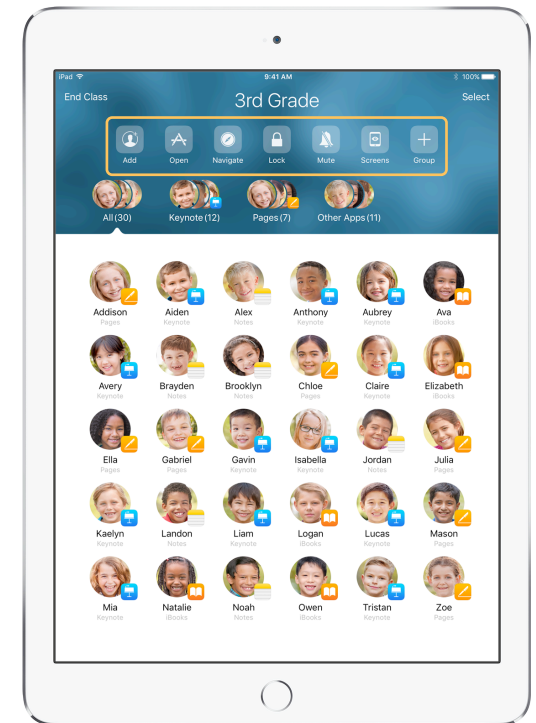 iPad 9:41 AM 100%
End Class 3rd Grade Select
Add Open Navigate Lock Mute Screens Group
All (30) Keynote (12) Pages (7) Other Apps (11)
Addison Aiden Alex Anthony Aubrey Ava
Pages Keynote Notes Keynote Keynote iBooks
Avery Brayden Brooklyn Chloe Claire Elizabeth
Keynote Notes Notes Pages Keynote iBooks
Ella Gabriel Gavin Isabella Jordan Julia
Pages Pages Keynote Keynote Notes Pages
Kaelyn Landon Liam Logan Lucas Mason
Keynote Notes Keynote iBooks Keynote Pages
Mia Natalie Noah Owen Tristan Zoe
Keynote iBooks Notes iBooks Keynote Pages